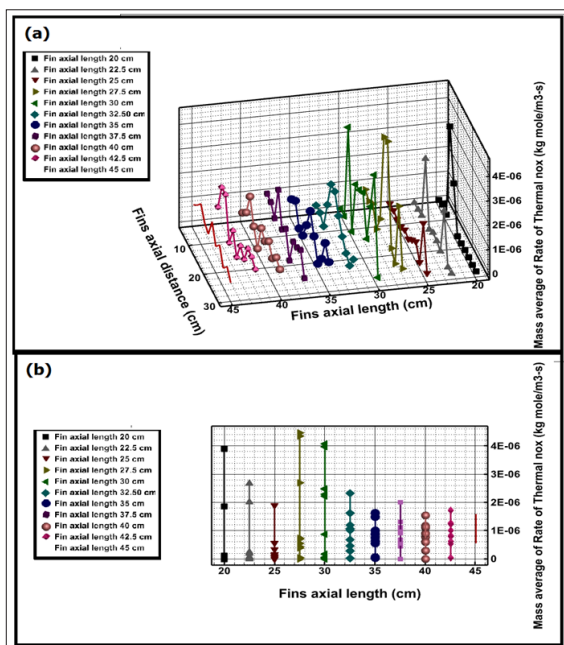 (a)
Fin axial length 20 cm
Fin axial length 22.5 cm
Fin axial length 25 cm
Fin axial length 27.5 cm
Fin axial length 30 cm
Fin axial length 32.50 cm
Fin axial length 35 cm
Fin axial length 37.5 cm
Fin axial length 40 cm
Fin axial length 42.5 cm
Fin axial length 45 cm
Fins axial distance (cm)
10
20
30
45
40
35
30
25
20
Fins axial length (cm)
4E-06
3E-06
2E-06
1E-06
0
Mass average of Rate of Thermal nox (kg mole/m3-s)
(b)
Fin axial length 20 cm
Fin axial length 22.5 cm
Fin axial length 25 cm
Fin axial length 27.5 cm
Fin axial length 30 cm
Fin axial length 32.50 cm
Fin axial length 35 cm
Fin axial length 37.5 cm
Fin axial length 40 cm
Fin axial length 42.5 cm
Fin axial length 45 cm
4E-06
3E-06
2E-06
1E-06
0
20 25 30 35 40 45
Fins axial length (cm)
Mass average of Rate of Thermal nox (kg mole/m3-s)